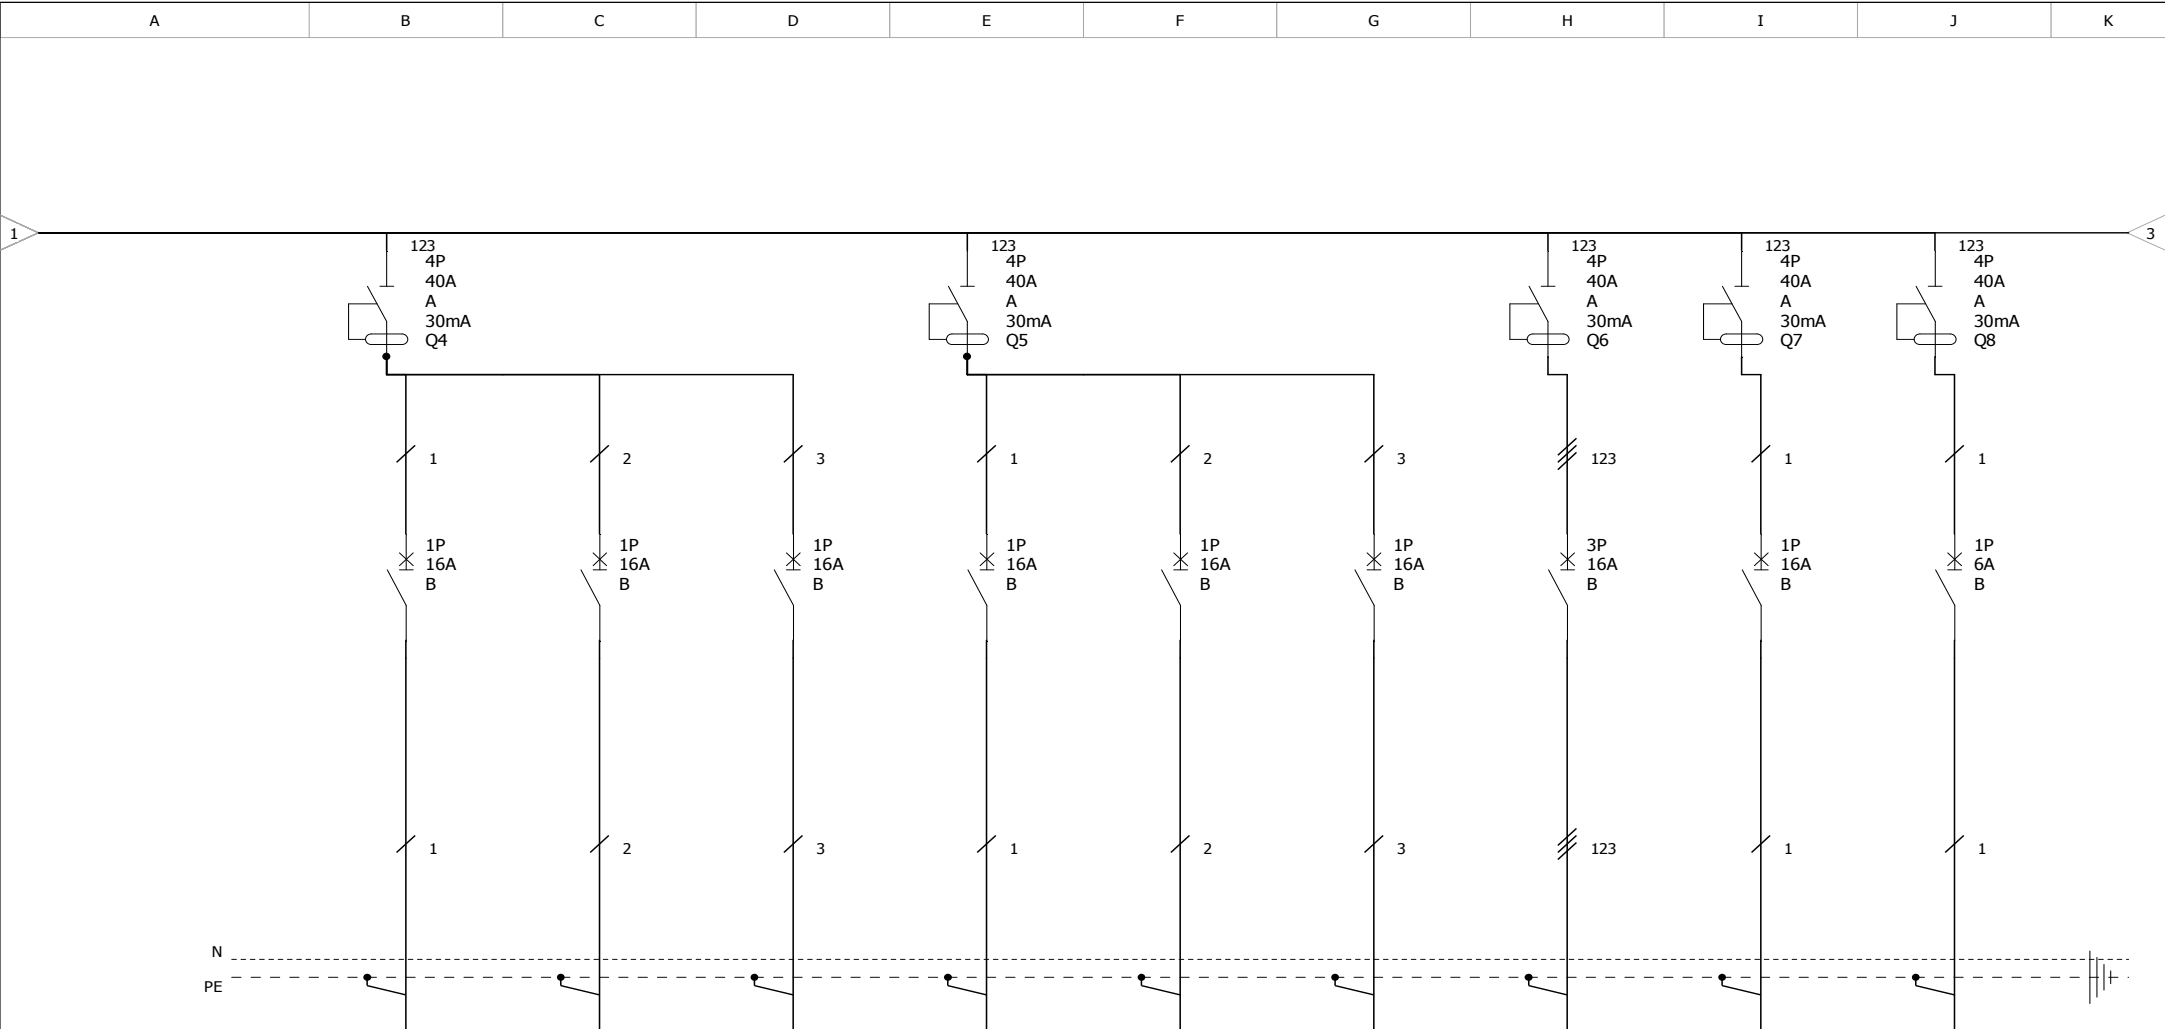 A B C D E F G H I J K
1 3
123 123 123 123 123
4P 4P 4P 4P 4P
40A 40A 40A 40A 40A
A A A A A
30mA 30mA 30mA 30mA 30mA
Q4 Q5 Q6 Q7 Q8
1 2 3 1 2 3 123 1 1
1P 1P 1P 1P 1P 1P 3P 1P 1P
16A 16A 16A 16A 16A 16A 16A 16A 6A
B B B B B B B B B
1 2 3 1 2 3 123 1 1
N
PE